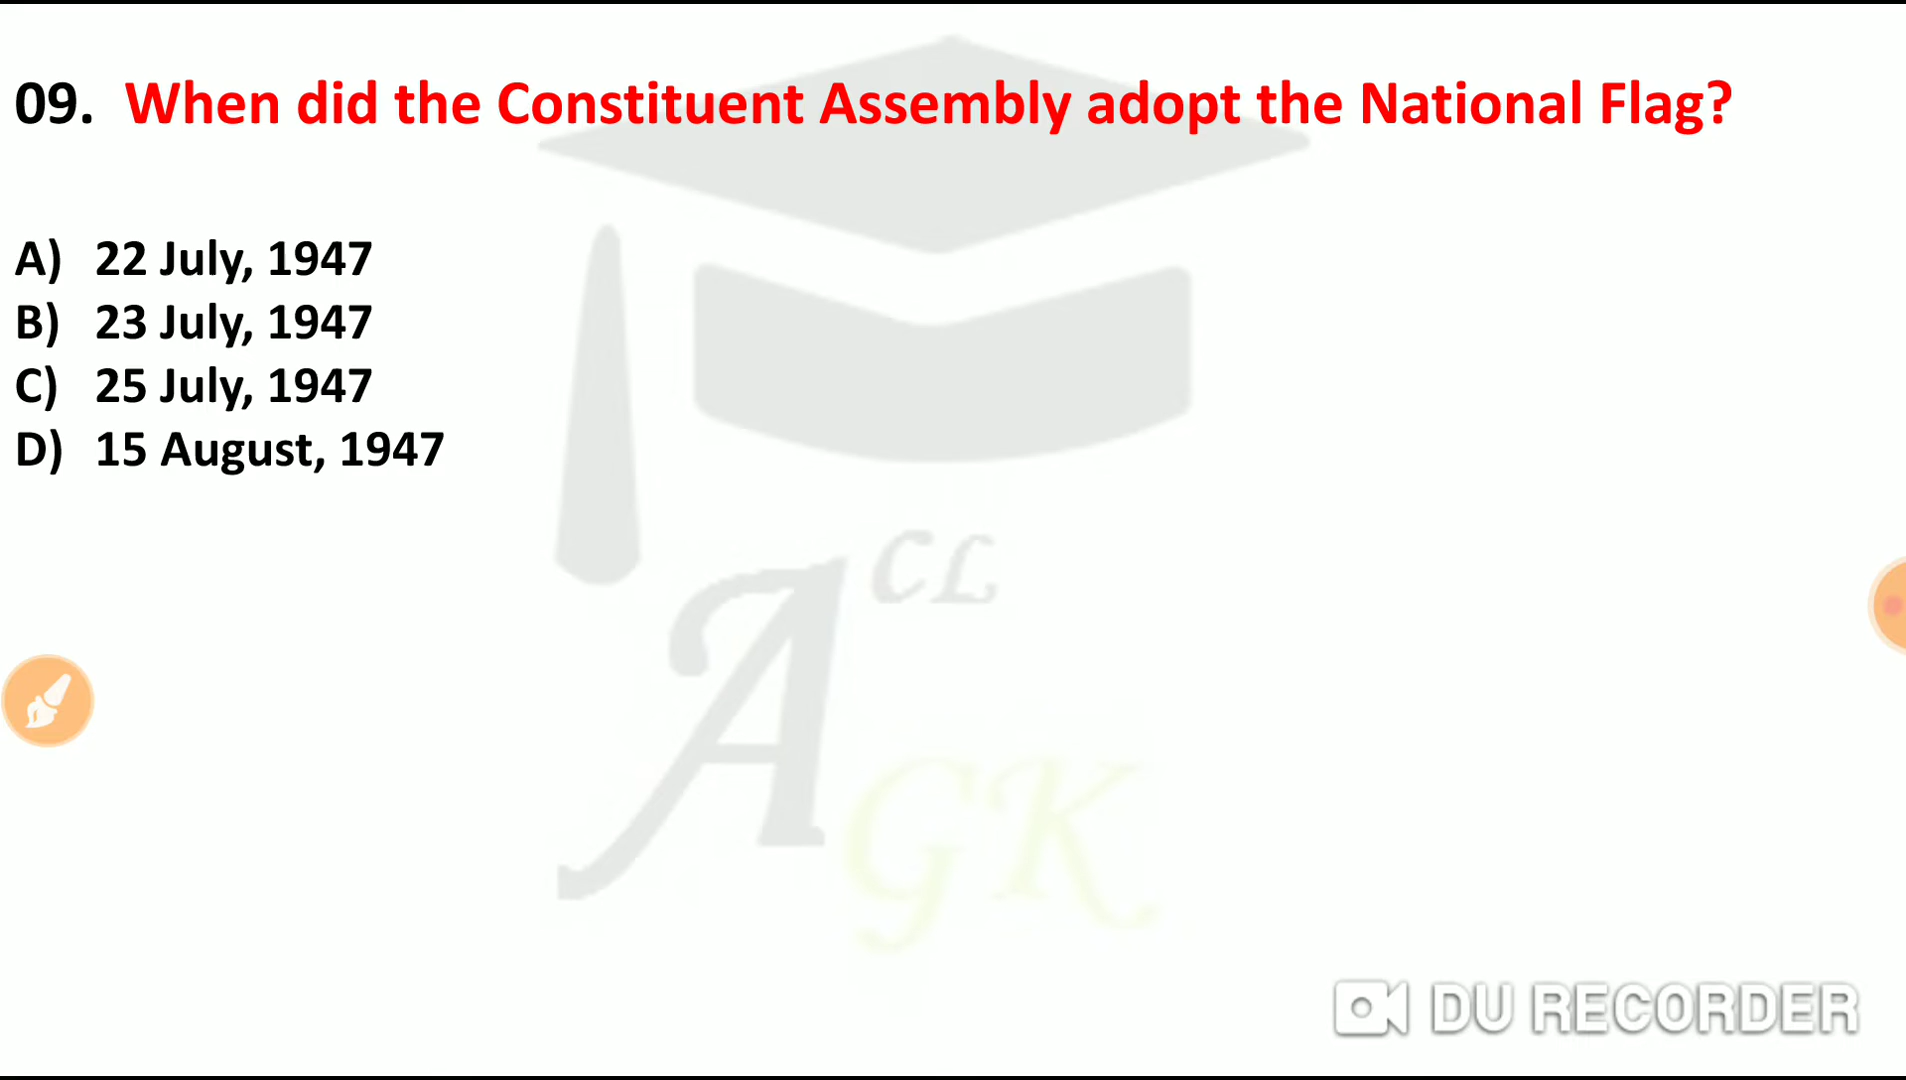 09. When did the Constituent Assembly adopt the National Flag?
A) 22 July, 1947
B) 23 July, 1947
C) 25 July, 1947
D) 15 August, 1947
CL
A
GK
DU RECORDER